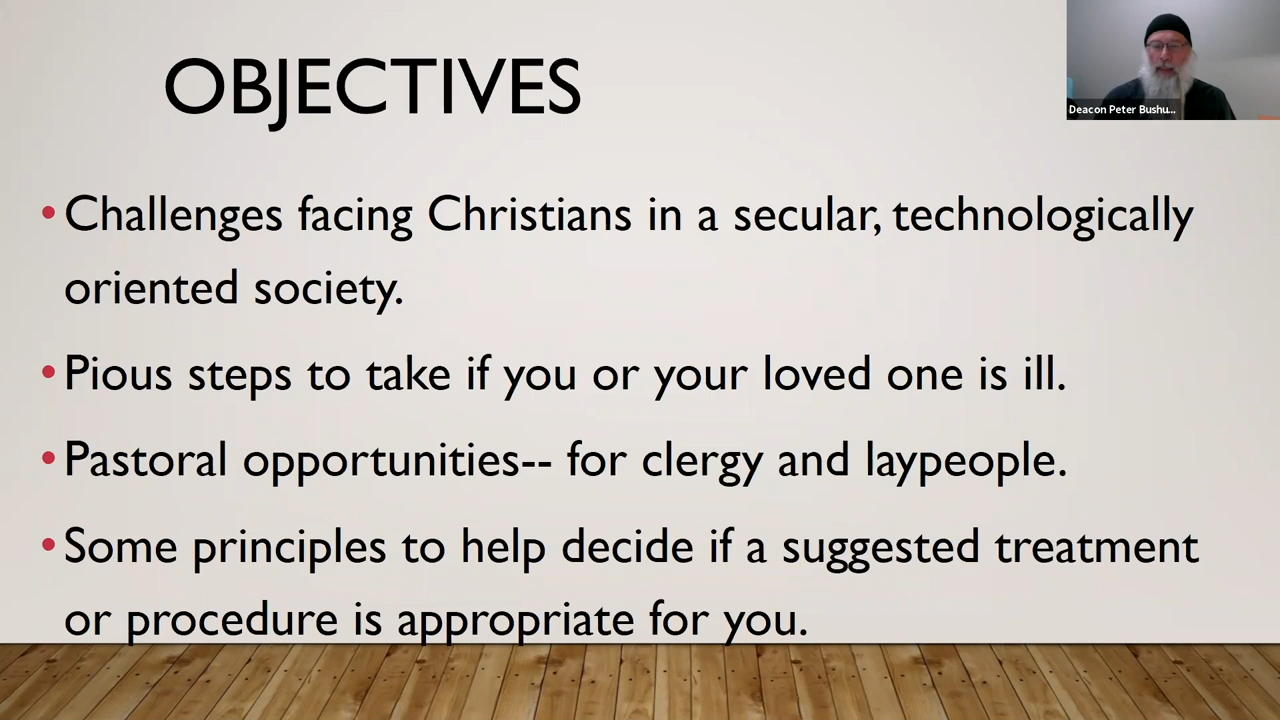 OBJECTIVES
Deacon Peter Bushu...
• Challenges facing Christians in a secular, technologically
oriented society.
• Pious steps to take if you or your loved one is ill.
• Pastoral opportunities-- for clergy and laypeople.
• Some principles to help decide if a suggested treatment
or procedure is appropriate for you.